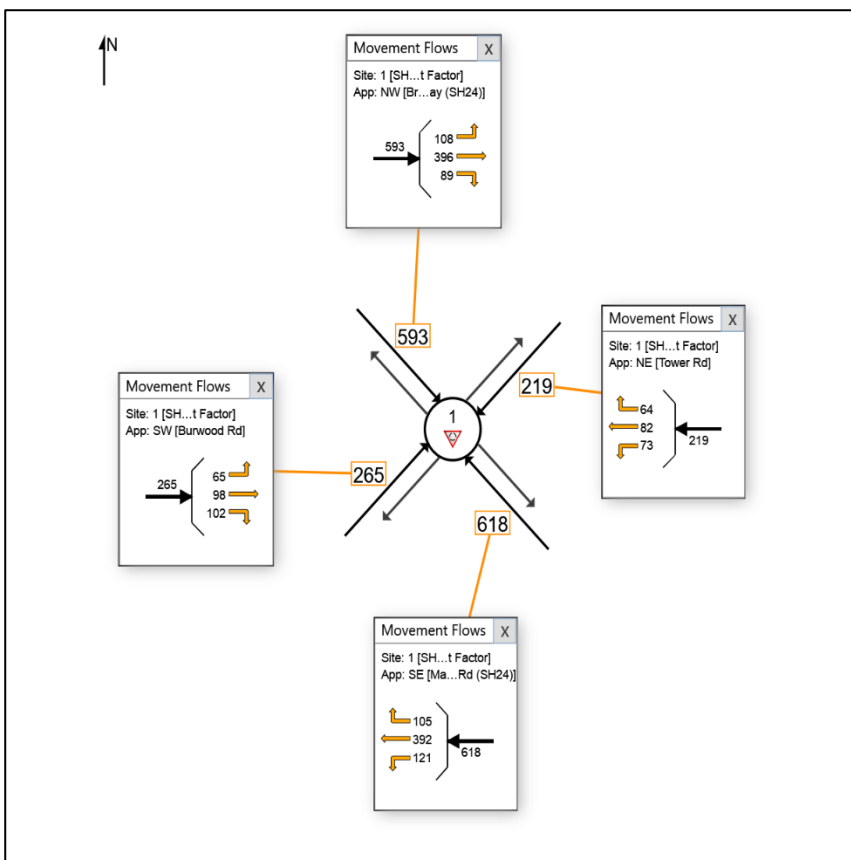 N
Movement Flows X
Site: 1 [SH...t Factor]
App: NW [Br...ay (SH24)]
593
108
396
89
593
Movement Flows X
Site: 1 [SH...t Factor]
App: NE [Tower Rd]
64
82
73
219
219
1
Movement Flows X
Site: 1 [SH...t Factor]
App: SW [Burwood Rd]
265
65
98
102
265
618
Movement Flows X
Site: 1 [SH...t Factor]
App: SE [Ma...Rd (SH24)]
105
392
121
618